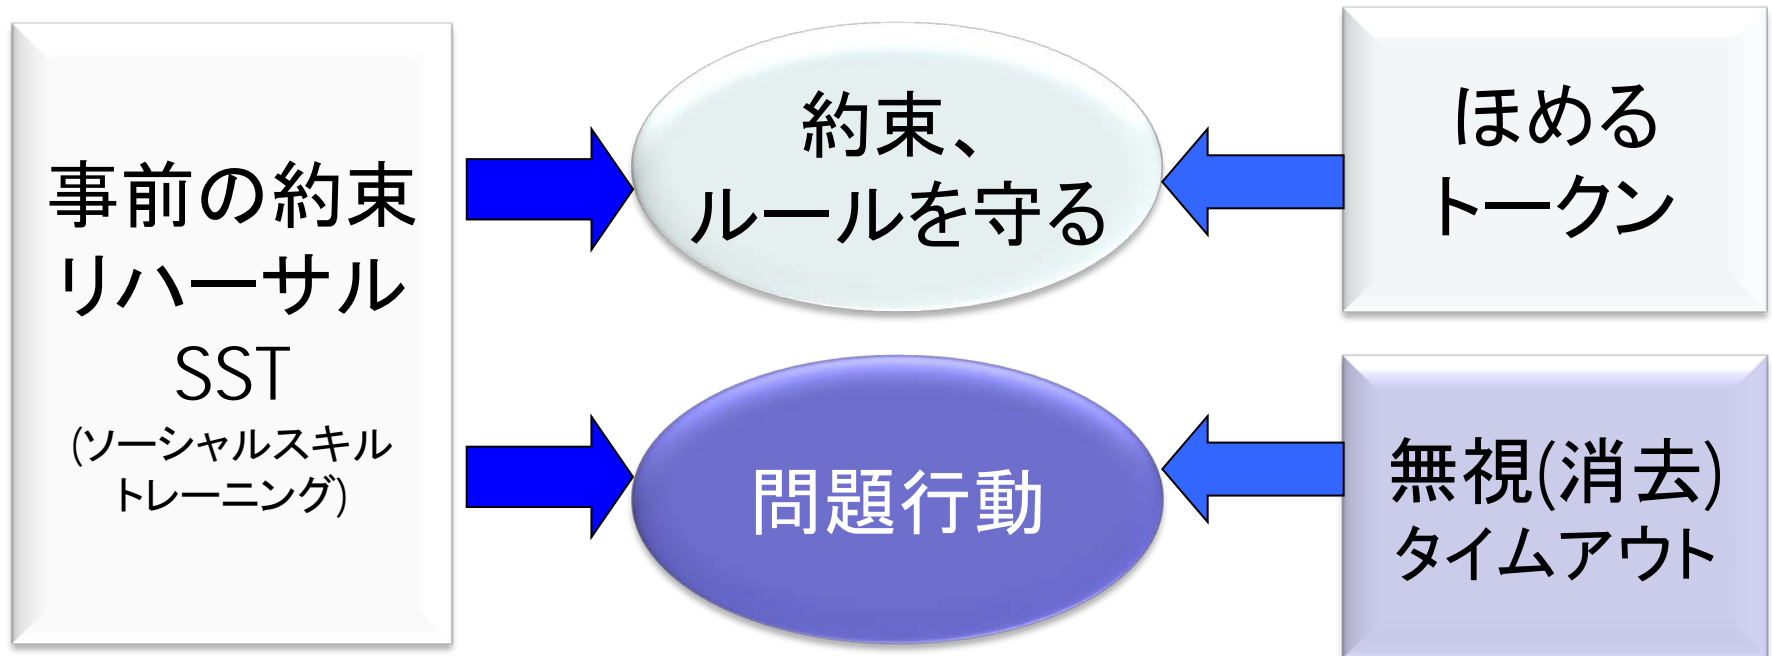 事前の約束
リハーサル
SST
(ソーシャルスキル
トレーニング)
約束、
ルールを守る
ほめる
トークン
問題行動
無視(消去)
タイムアウト